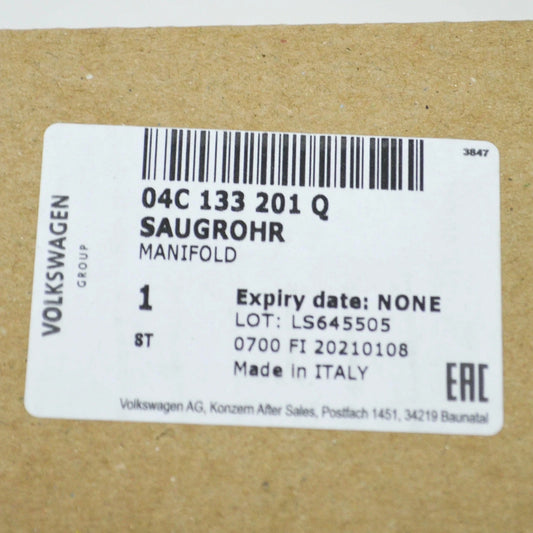 3847
VOLKSWAGEN
GROUP
04C 133 201 Q
SAUGROHR
MANIFOLD
1
ST
Expiry date: NONE
LOT: LS645505
0700 FI 20210108
Made in ITALY
EAC
Volkswagen AG, Konzern After Sales, Postfach 1451, 34219 Baunatal